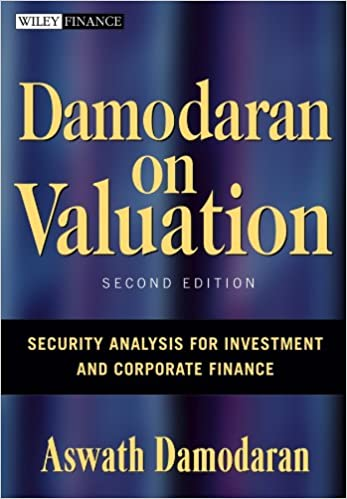 WILEY FINANCE
Damodaran
on
Valuation
SECOND EDITION
SECURITY ANALYSIS FOR INVESTMENT
AND CORPORATE FINANCE
Aswath Damodaran